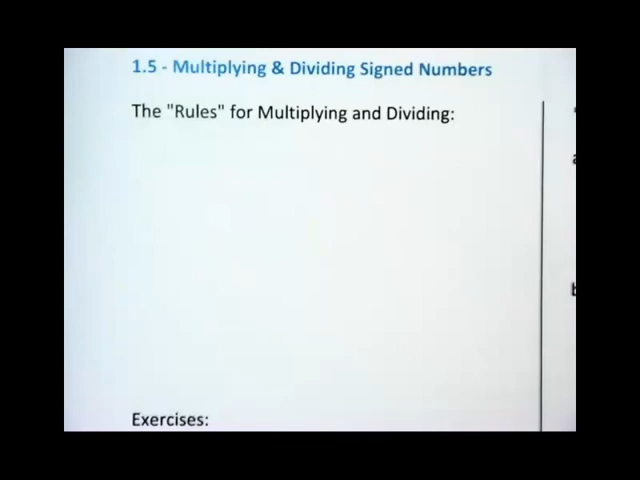 1.5 - Multiplying & Dividing Signed Numbers
The "Rules" for Multiplying and Dividing:
Exercises: